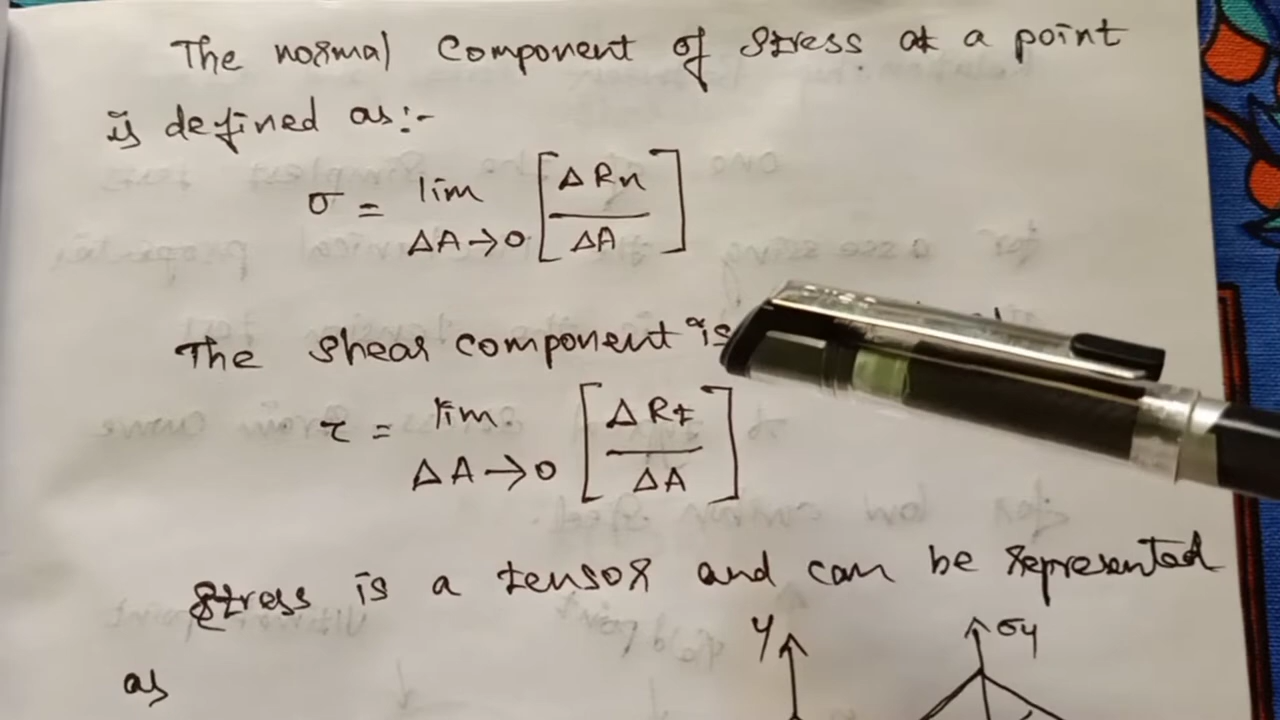 The normal component of stress at a point
is defined as:-
σ = lim ΔA→0 [ΔRn / ΔA]
The shear component is
τ = lim. ΔA→0 [ΔRt / ΔA]
Stress is a tensor and can be represented
as
y
σy